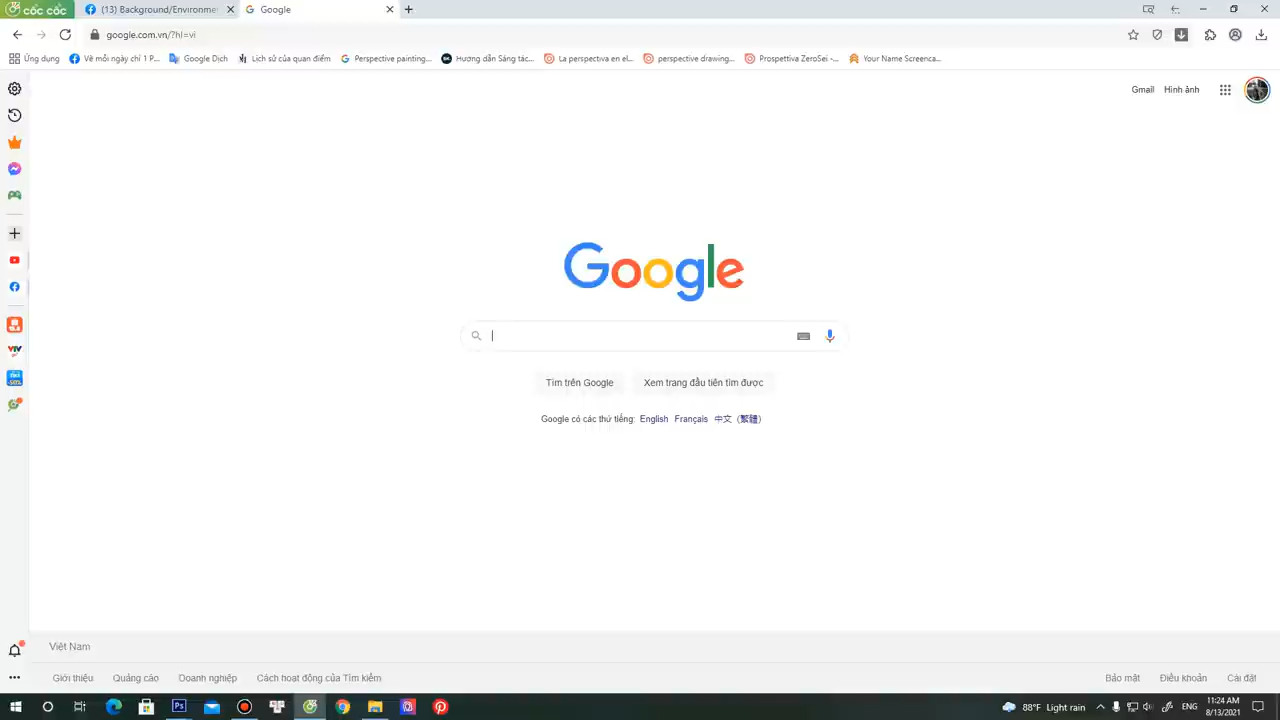 cốc cốc
(13) Background/Environme
Google
google.com.vn/?hl=vi
Ứng dụng
Vẽ mỗi ngày chỉ 1 P...
Google Dịch
Lịch sử của quan điểm
Perspective painting...
Hướng dẫn Sáng tác...
La perspectiva en el...
perspective drawing...
Prospettiva ZeroSei -...
Your Name Screenca...
Gmail
Hình ảnh
VTV
Google
Tìm trên Google
Xem trang đầu tiên tìm được
Google có các thứ tiếng: English Français 中文（繁體）
Việt Nam
Giới thiệu
Quảng cáo
Doanh nghiệp
Cách hoạt động của Tìm kiếm
Bảo mật
Điều khoản
Cài đặt
Ps
88°F Light rain
ENG
11:24 AM
8/13/2021